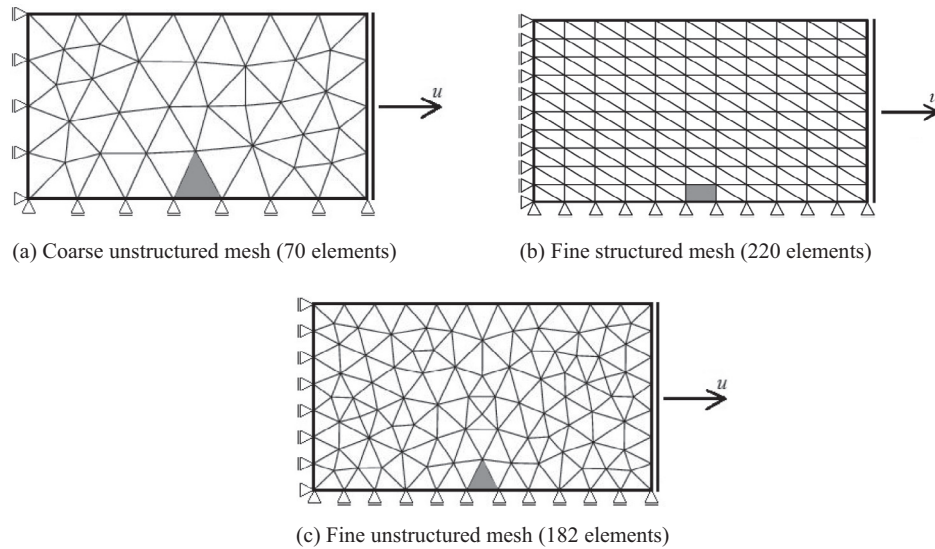 u
u
(a) Coarse unstructured mesh (70 elements)
(b) Fine structured mesh (220 elements)
u
(c) Fine unstructured mesh (182 elements)